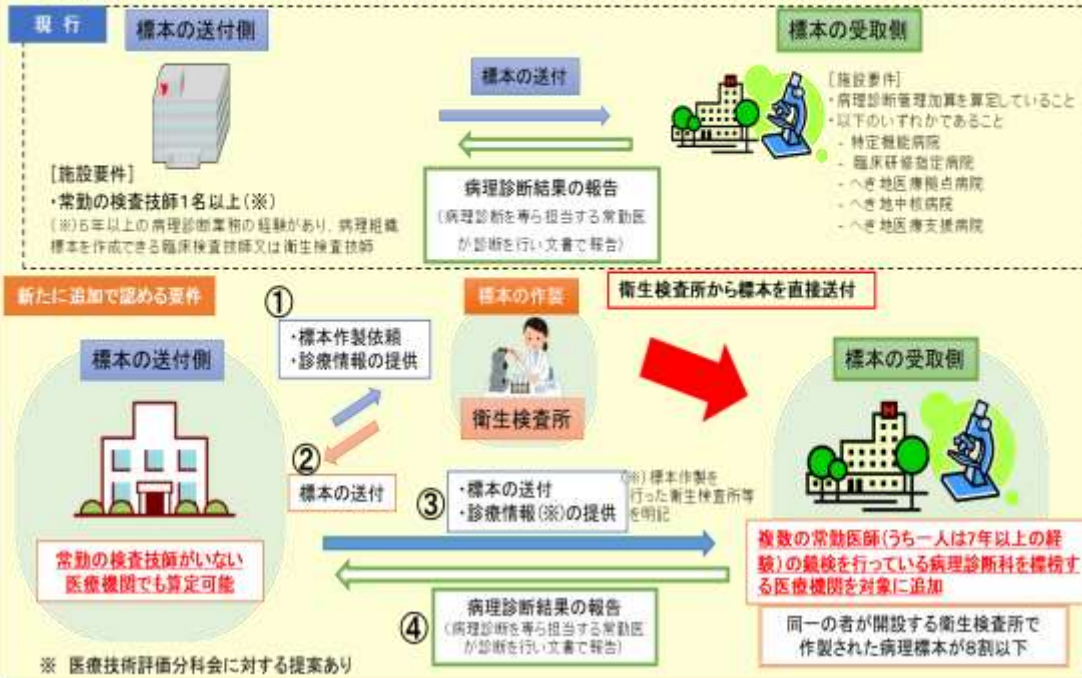 現 行
標本の送付側
標本の受取側
標本の送付
[施設要件]
・病理診断管理加算を算定していること
・以下のいずれかであること
- 特定機能病院
- 臨床研修指定病院
- へき地医療拠点病院
- へき地中核病院
- へき地医療支援病院
[施設要件]
・常勤の検査技師1名以上(※)
(※)5年以上の病理診断業務の経験があり、病理組織
標本を作成できる臨床検査技師又は衛生検査技師
病理診断結果の報告
(病理診断を専ら担当する常勤医
が診断を行い文書で報告)
新たに追加で認める要件
①
・標本作製依頼
・診療情報の提供
標本の作製
衛生検査所
衛生検査所から標本を直接送付
標本の送付側
標本の受取側
②
標本の送付
③
・標本の送付
・診療情報(※)の提供
(※)標本作製を
行った衛生検査所等
を明記
常勤の検査技師がいない
医療機関でも算定可能
複数の常勤医師(うち一人は7年以上の経
験)の鏡検を行っている病理診断科を標榜す
る医療機関を対象に追加
④
病理診断結果の報告
(病理診断を専ら担当する常勤医
が診断を行い文書で報告)
同一の者が開設する衛生検査所で
作製された病理標本が8割以下
※ 医療技術評価分科会に対する提案あり